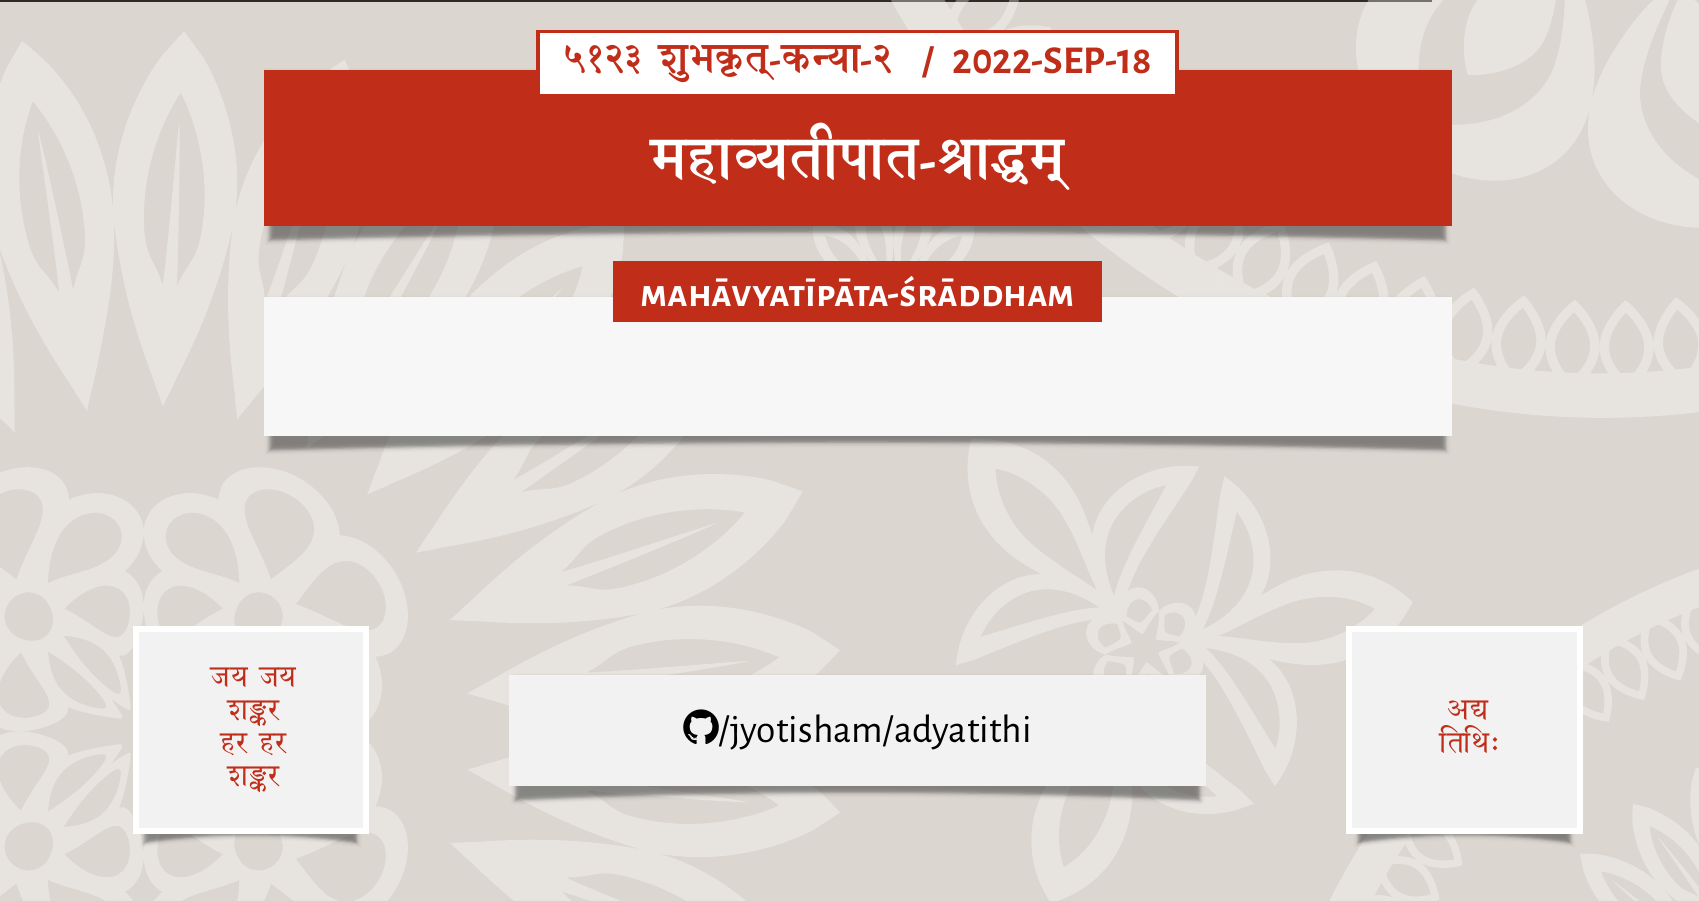 ५१२३ शुभकृत्-कन्या-२ / 2022-SEP-18
महाव्यतीपात-श्राद्धम्
MAHĀVYATĪPĀTA-ŚRĀDDHAM
जय जय
शङ्कर
हर हर
शङ्कर
/jyotisham/adyatithi
अद्य
तिथिः